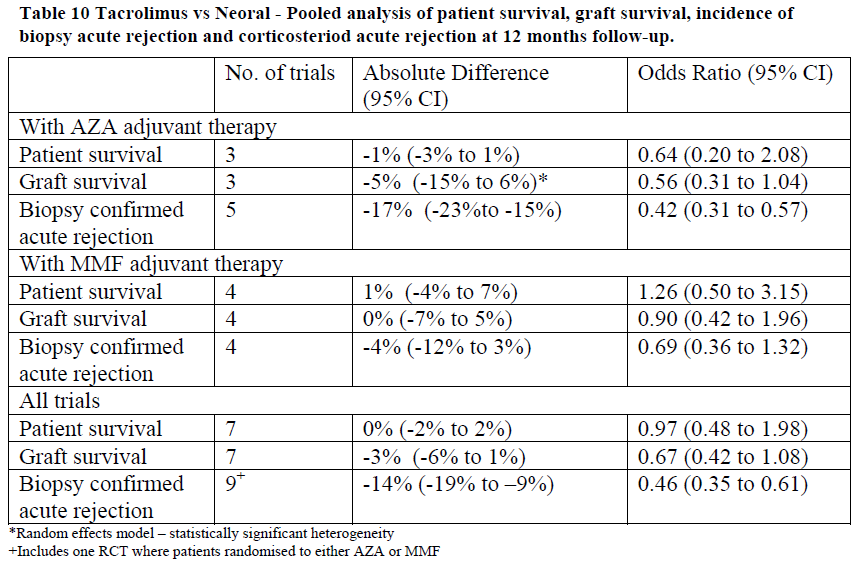 Table 10 Tacrolimus vs Neoral - Pooled analysis of patient survival, graft survival, incidence of
biopsy acute rejection and corticosteriod acute rejection at 12 months follow-up.
No. of trials Absolute Difference (95% CI) Odds Ratio (95% CI)
With AZA adjuvant therapy
Patient survival 3 -1% (-3% to 1%) 0.64 (0.20 to 2.08)
Graft survival 3 -5% (-15% to 6%)* 0.56 (0.31 to 1.04)
Biopsy confirmed acute rejection 5 -17% (-23%to -15%) 0.42 (0.31 to 0.57)
With MMF adjuvant therapy
Patient survival 4 1% (-4% to 7%) 1.26 (0.50 to 3.15)
Graft survival 4 0% (-7% to 5%) 0.90 (0.42 to 1.96)
Biopsy confirmed acute rejection 4 -4% (-12% to 3%) 0.69 (0.36 to 1.32)
All trials
Patient survival 7 0% (-2% to 2%) 0.97 (0.48 to 1.98)
Graft survival 7 -3% (-6% to 1%) 0.67 (0.42 to 1.08)
Biopsy confirmed acute rejection 9+ -14% (-19% to –9%) 0.46 (0.35 to 0.61)
*Random effects model – statistically significant heterogeneity
+Includes one RCT where patients randomised to either AZA or MMF